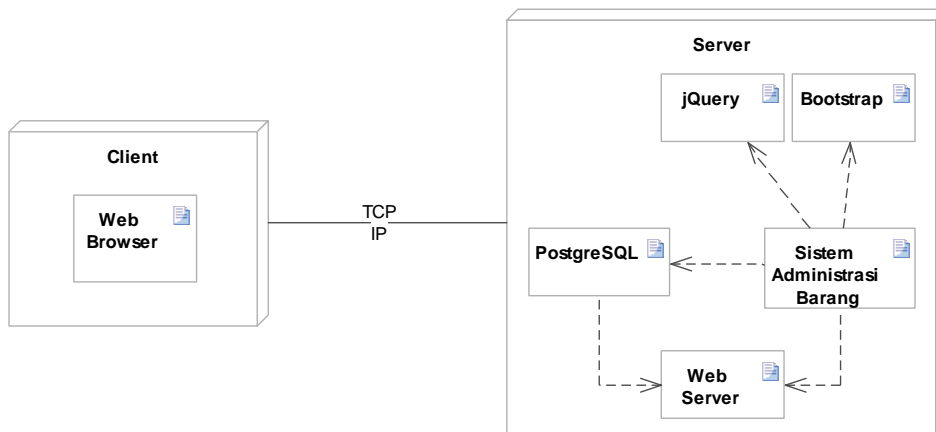 Server
jQuery
Bootstrap
Client
Web
Browser
TCP
IP
PostgreSQL
Sistem
Administrasi
Barang
Web
Server